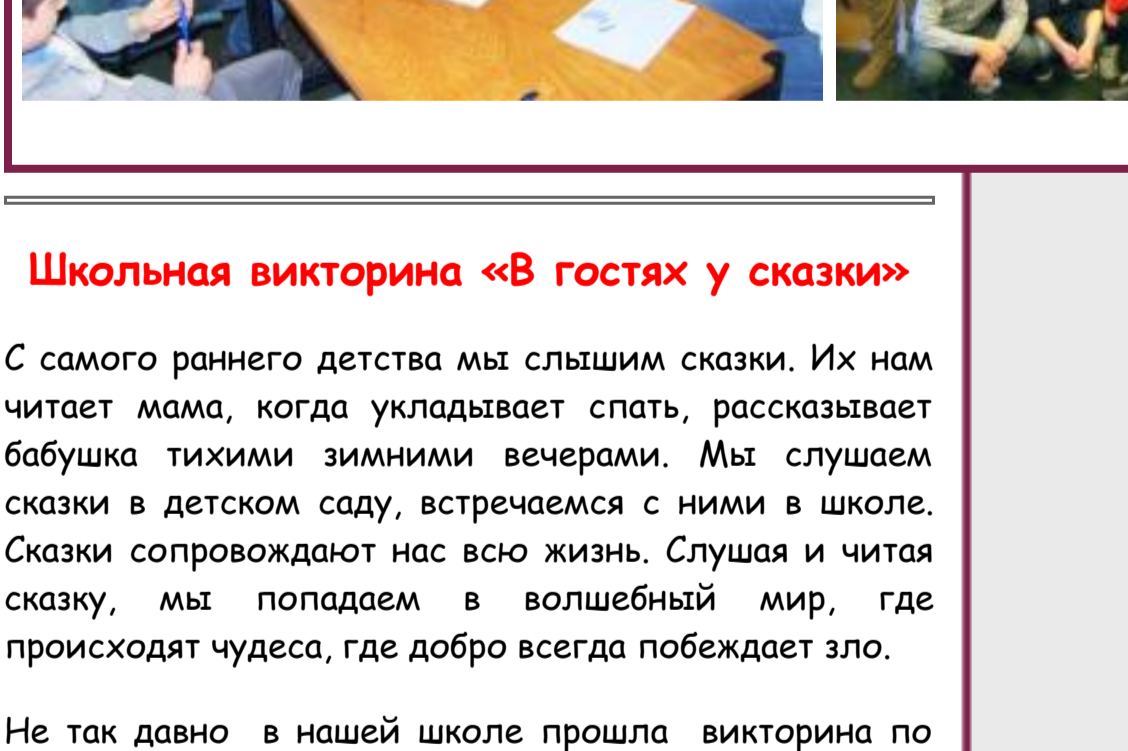 Школьная викторина «В гостях у сказки»
С самого раннего детства мы слышим сказки. Их нам
читает мама, когда укладывает спать, рассказывает
бабушка тихими зимними вечерами. Мы слушаем
сказки в детском саду, встречаемся с ними в школе.
Сказки сопровождают нас всю жизнь. Слушая и читая
сказку, мы попадаем в волшебный мир, где
происходят чудеса, где добро всегда побеждает зло.
Не так давно в нашей школе прошла викторина по